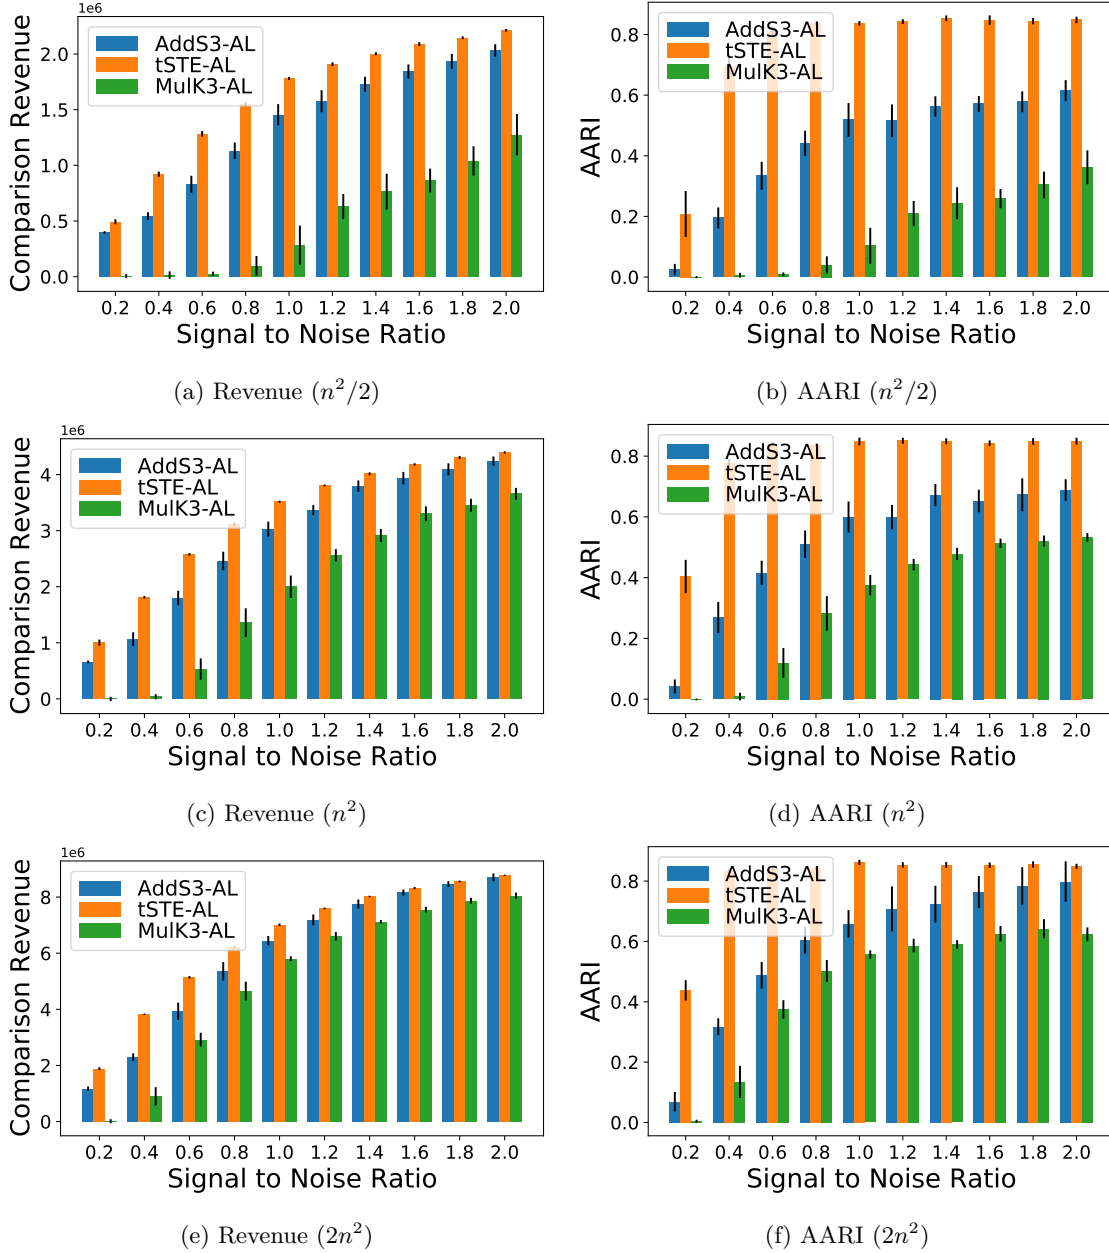 1e6
Comparison Revenue
2.0
1.5
1.0
0.5
0.0
AddS3-AL
tSTE-AL
MulK3-AL
0.2 0.4 0.6 0.8 1.0 1.2 1.4 1.6 1.8 2.0
Signal to Noise Ratio
(a) Revenue (n²/2)
AARI
0.8
0.6
0.4
0.2
0.0
AddS3-AL
tSTE-AL
MulK3-AL
0.2 0.4 0.6 0.8 1.0 1.2 1.4 1.6 1.8 2.0
Signal to Noise Ratio
(b) AARI (n²/2)
1e6
Comparison Revenue
4
3
2
1
0
AddS3-AL
tSTE-AL
MulK3-AL
0.2 0.4 0.6 0.8 1.0 1.2 1.4 1.6 1.8 2.0
Signal to Noise Ratio
(c) Revenue (n²)
AARI
0.8
0.6
0.4
0.2
0.0
AddS3-AL
tSTE-AL
MulK3-AL
0.2 0.4 0.6 0.8 1.0 1.2 1.4 1.6 1.8 2.0
Signal to Noise Ratio
(d) AARI (n²)
1e6
Comparison Revenue
8
6
4
2
0
AddS3-AL
tSTE-AL
MulK3-AL
0.2 0.4 0.6 0.8 1.0 1.2 1.4 1.6 1.8 2.0
Signal to Noise Ratio
(e) Revenue (2n²)
AARI
0.8
0.6
0.4
0.2
0.0
AddS3-AL
tSTE-AL
MulK3-AL
0.2 0.4 0.6 0.8 1.0 1.2 1.4 1.6 1.8 2.0
Signal to Noise Ratio
(f) AARI (2n²)